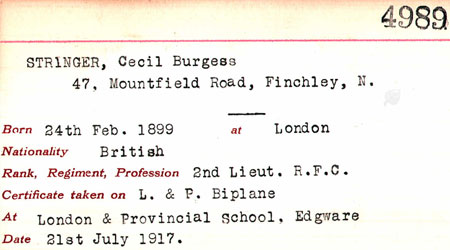 4989
STRINGER, Cecil Burgess
47, Mountfield Road, Finchley, N.
Born 24th Feb. 1899 at London
Nationality British
Rank, Regiment, Profession 2nd Lieut. R.F.C.
Certificate taken on L. & P. Biplane
At London & Provincial School, Edgware
Date 21st July 1917.